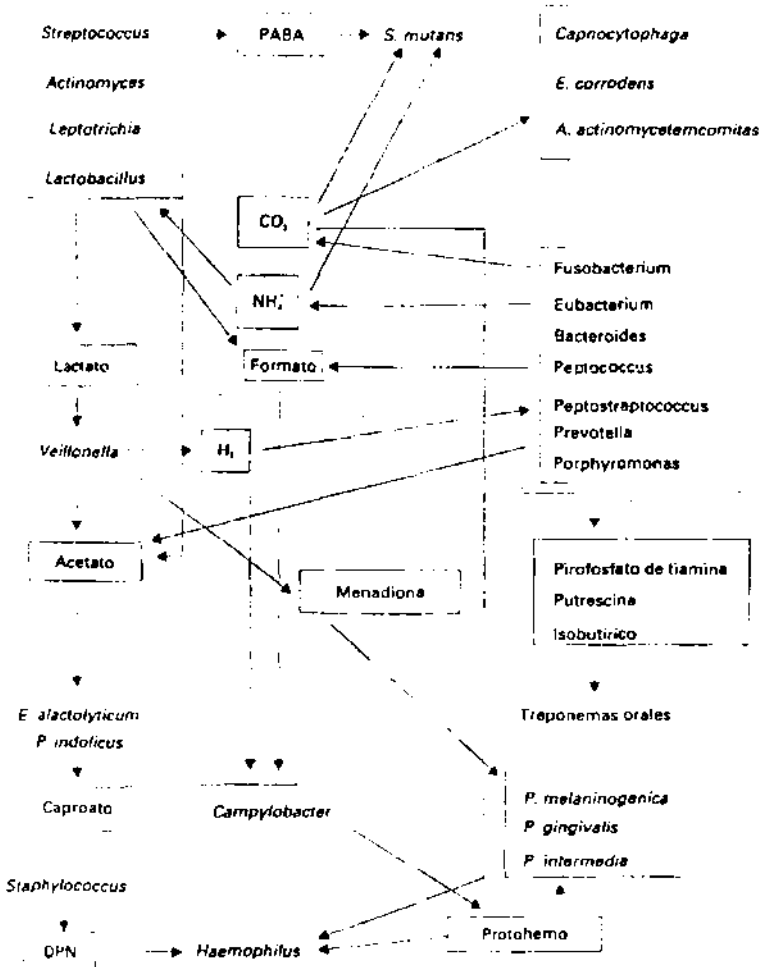 Streptococcus
PABA
S. mutans
Capnocytophaga
Actinomyces
E. corrodens
Leptotrichia
A. actinomycetemcomitas
Lactobacillus
CO₂
Fusobacterium
NH₄
Eubacterium
Bacteroides
Lactato
Formato
Peptococcus
Peptostreptococcus
Veillonella
H₂
Prevotella
Porphyromonas
Acetato
Pirofosfato de tiamina
Menadiona
Putrescina
Isobutírico
E. alactolyticum
Treponemas orales
P. indolicus
Caproato
Campylobacter
P. melaninogenica
P. gingivalis
P. intermedia
Staphylococcus
DPN
Haemophilus
Protohemo